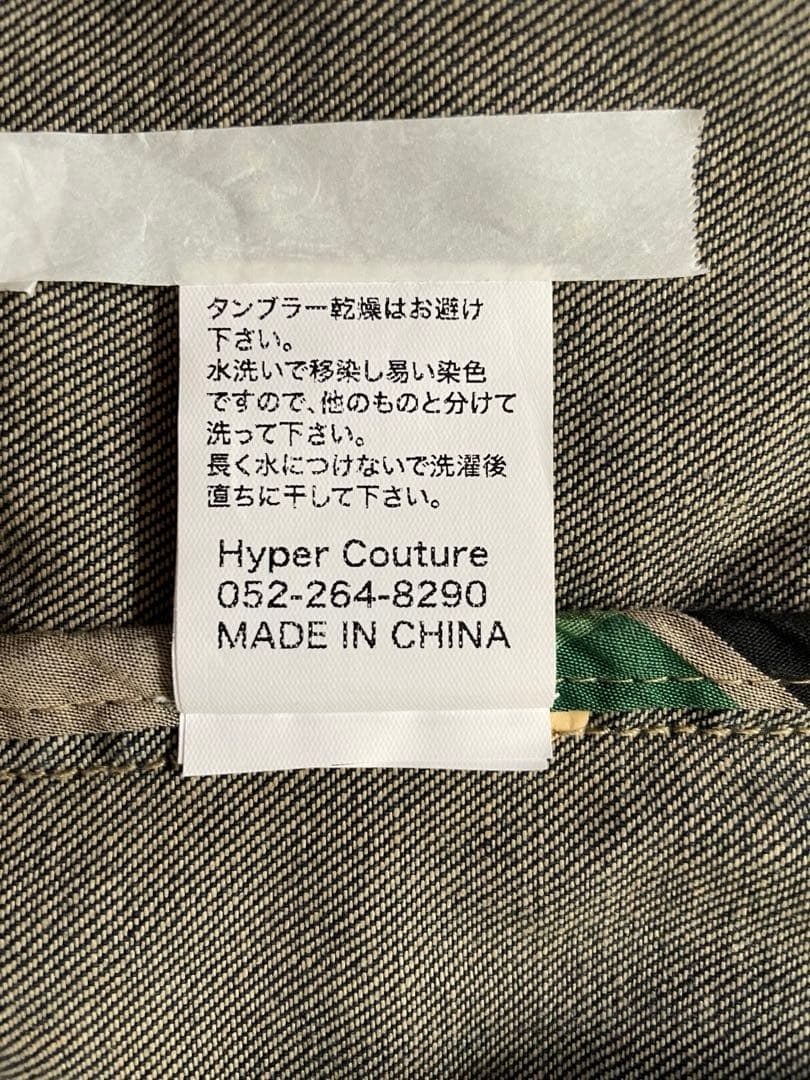 タンブラー乾燥はお避け
下さい。
水洗いで移染し易い染色
ですので､他のものと分けて
洗って下さい。
長く水につけないで洗濯後
直ちに干して下さい。
Hyper Couture
052-264-8290
MADE IN CHINA